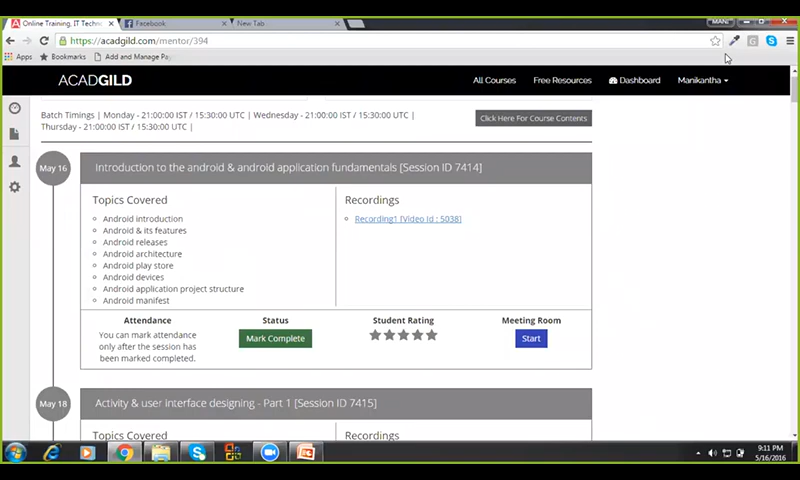 MANI
Online Training, IT Techn
Facebook
New Tab
https://acadgild.com/mentor/394
Apps
Bookmarks
Add and Manage Pay
ACADGILD
All Courses
Free Resources
Dashboard
Manikantha
Batch Timings | Monday - 21:00:00 IST / 15:30:00 UTC | Wednesday - 21:00:00 IST / 15:30:00 UTC |
Thursday - 21:00:00 IST / 15:30:00 UTC |
Click Here For Course Contents
May 16
Introduction to the android & android application fundamentals [Session ID 7414]
Topics Covered
Android introduction
Android & its features
Android releases
Android architecture
Android play store
Android devices
Android application project structure
Android manifest
Recordings
Recording1 [Video Id : 5038]
Attendance
You can mark attendance
only after the session has
been marked completed.
Status
Mark Complete
Student Rating
Meeting Room
Start
May 18
Activity & user interface designing - Part 1 [Session ID 7415]
Topics Covered
Recordings
9:11 PM
5/16/2016